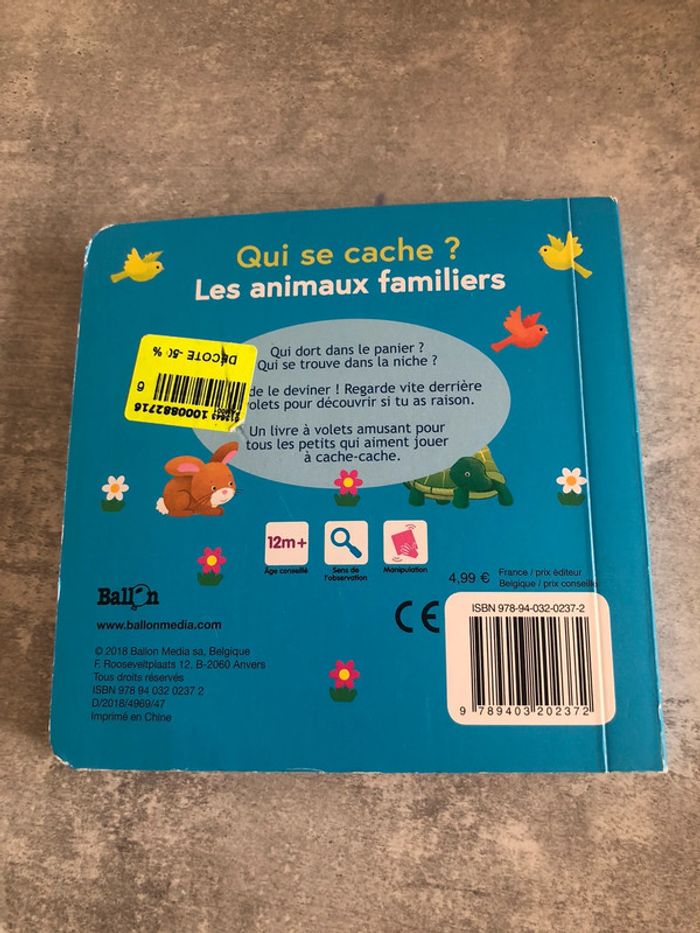 Qui se cache ?
Les animaux familiers
DÉCOTE -50 %
1000882716
9
Qui dort dans le panier ?
Qui se trouve dans la niche ?
de le deviner ! Regarde vite derrière
volets pour découvrir si tu as raison.
Un livre à volets amusant pour
tous les petits qui aiment jouer
à cache-cache.
12m+
Âge conseillé
Sens de
l'observation
Manipulation
4,99 €
France / prix éditeur
Belgique / prix conseillé
Ballon
www.ballonmedia.com
CE
ISBN 978-94-032-0237-2
9 789403 202372
© 2018 Ballon Media sa, Belgique
F. Rooseveltplaats 12, B-2060 Anvers
Tous droits réservés
ISBN 978 94 032 0237 2
D/2018/4969/47
Imprimé en Chine